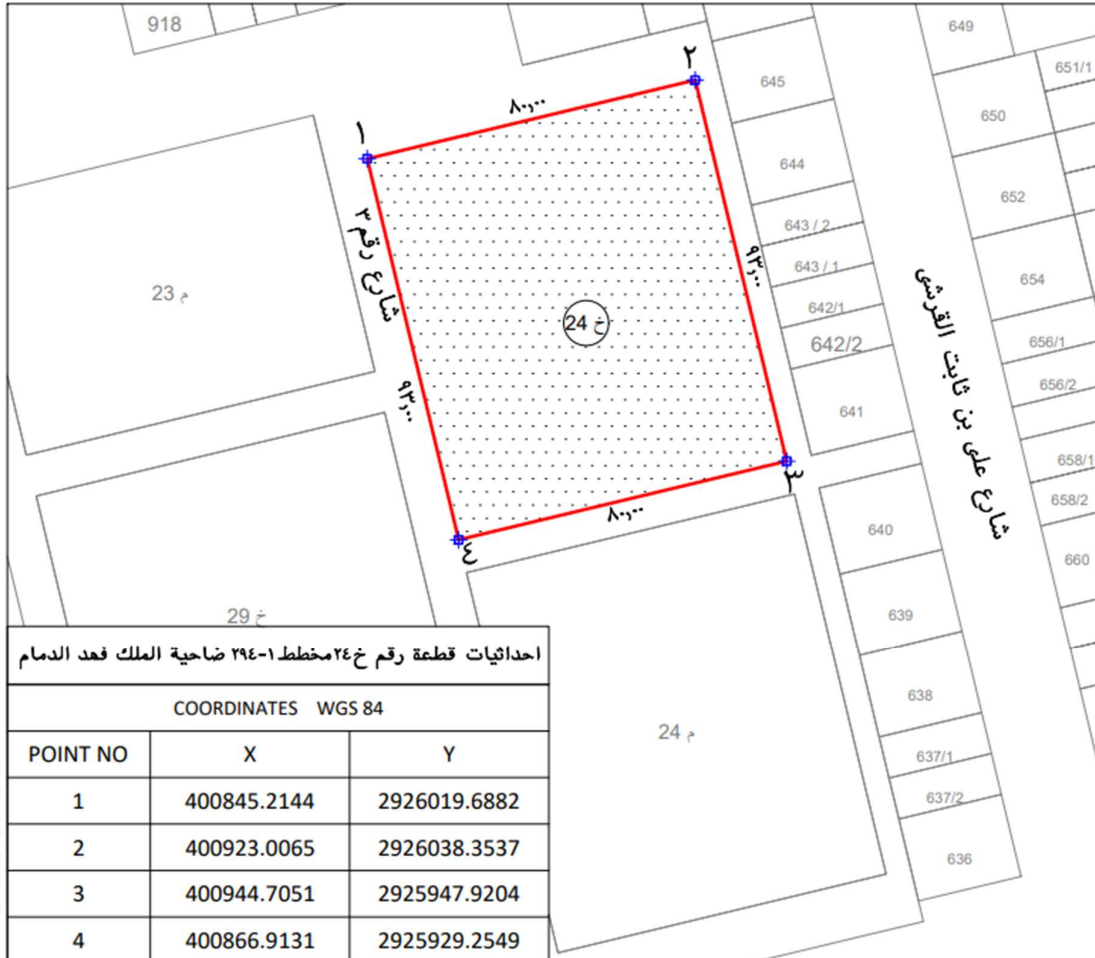 918
649
651/1
645
650
٢
٨٠,٠٠
١
644
652
شارع رقم ٣
643 / 2
٩٣,٠٠
643 / 1
654
م 23
642/1
شارع على بن ثابت القرشى
خ 24
642/2
656/1
656/2
٩٣,٠٠
641
658/1
٣
658/2
٨٠,٠٠
640
٤
660
639
خ 29
638
م 24
637/1
637/2
636
احداثيات قطعة رقم خ٢٤مخطط١-٢٩٤ ضاحية الملك فهد الدمام
COORDINATES WGS 84
POINT NO X Y
1 400845.2144 2926019.6882
2 400923.0065 2926038.3537
3 400944.7051 2925947.9204
4 400866.9131 2925929.2549